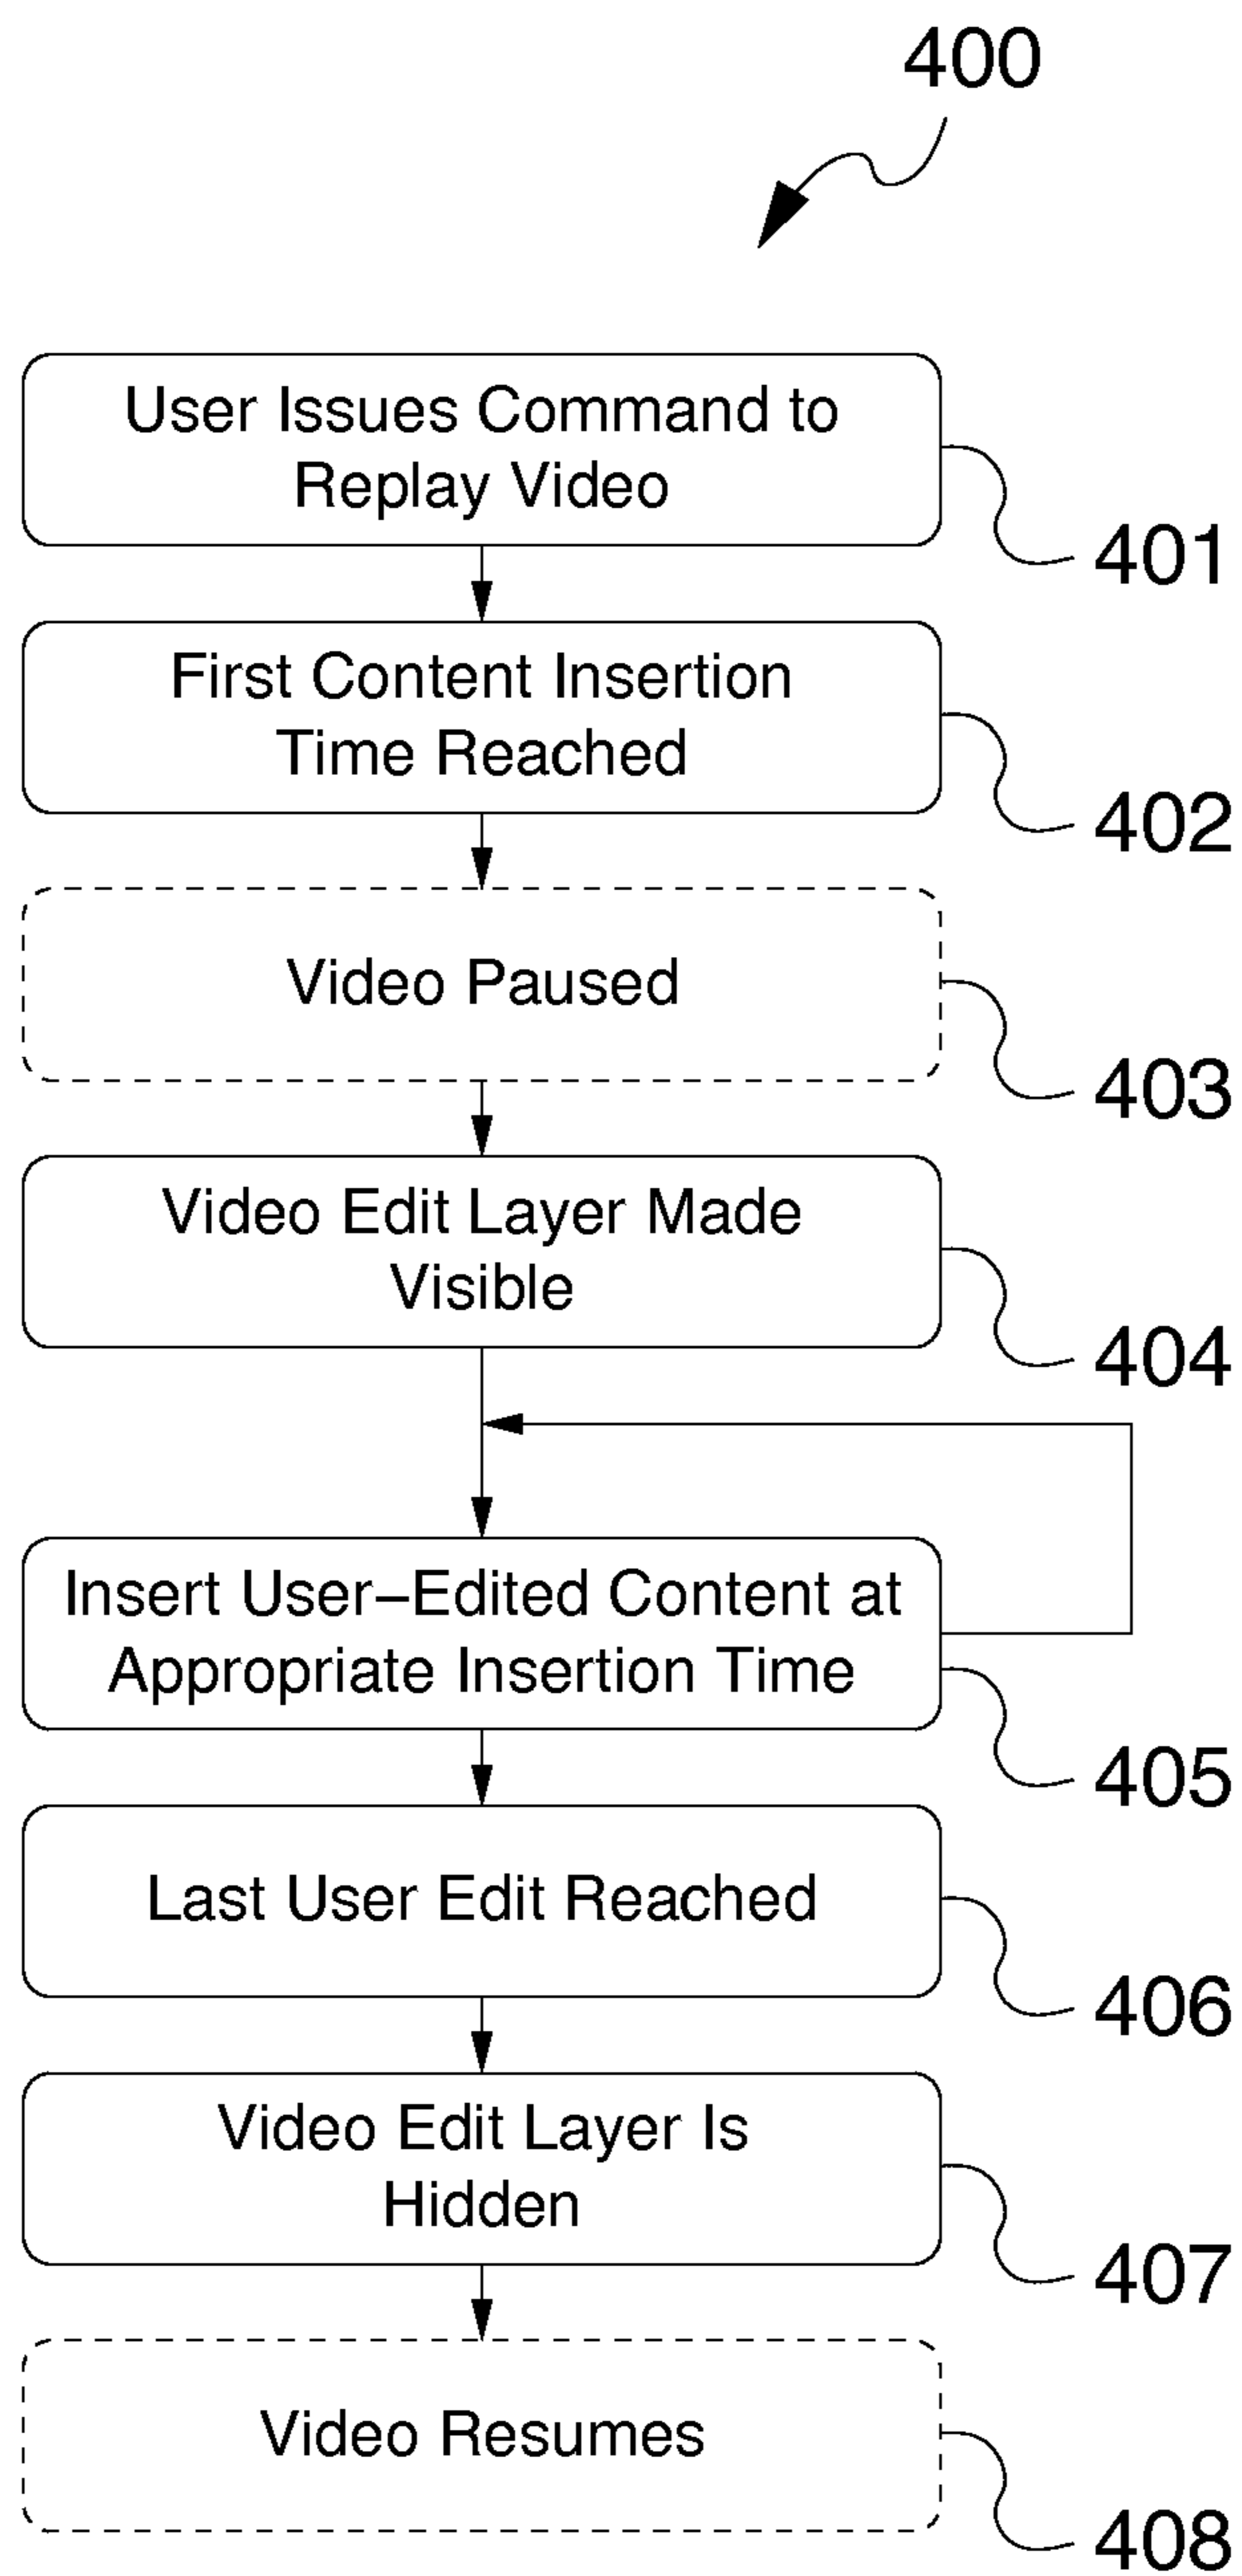 400
User Issues Command to
Replay Video
401
First Content Insertion
Time Reached
402
Video Paused
403
Video Edit Layer Made
Visible
404
Insert User-Edited Content at
Appropriate Insertion Time
405
Last User Edit Reached
406
Video Edit Layer Is
Hidden
407
Video Resumes
408